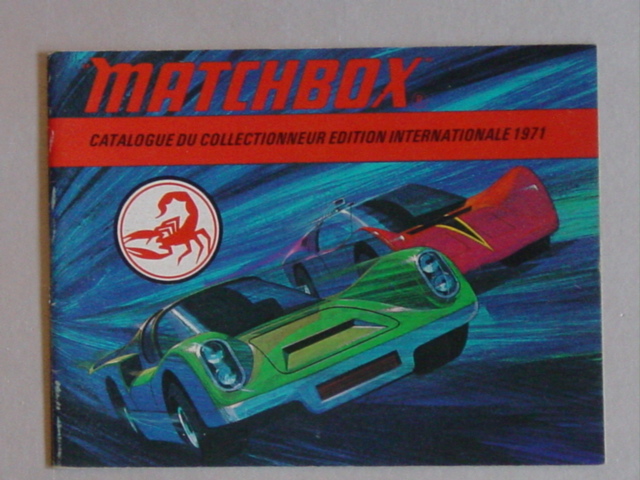 MATCHBOX®
CATALOGUE DU COLLECTIONNEUR EDITION INTERNATIONALE 1971